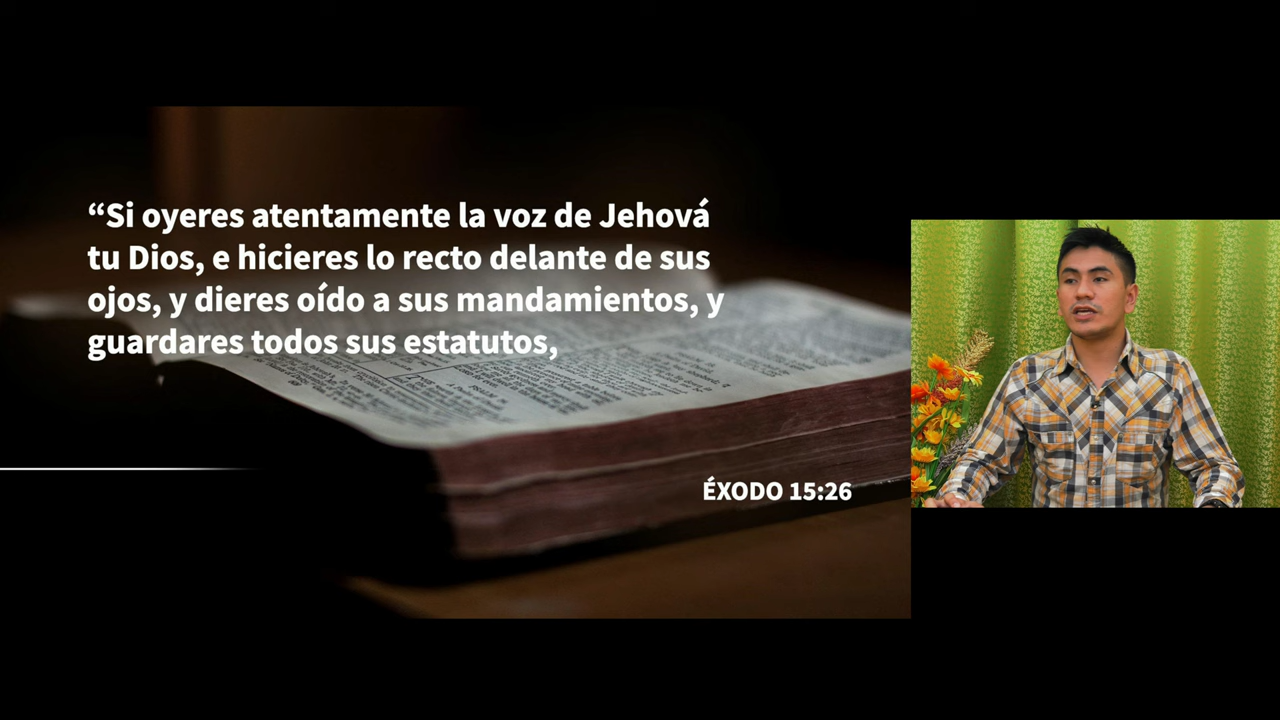 “Si oyeres atentamente la voz de Jehová
tu Dios, e hicieres lo recto delante de sus
ojos, y dieres oído a sus mandamientos, y
guardares todos sus estatutos,
ÉXODO 15:26